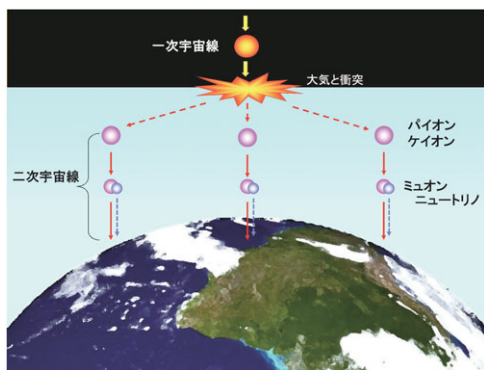 一次宇宙線
大気と衝突
パイオン
ケイオン
二次宇宙線
ミュオン
ニュートリノ